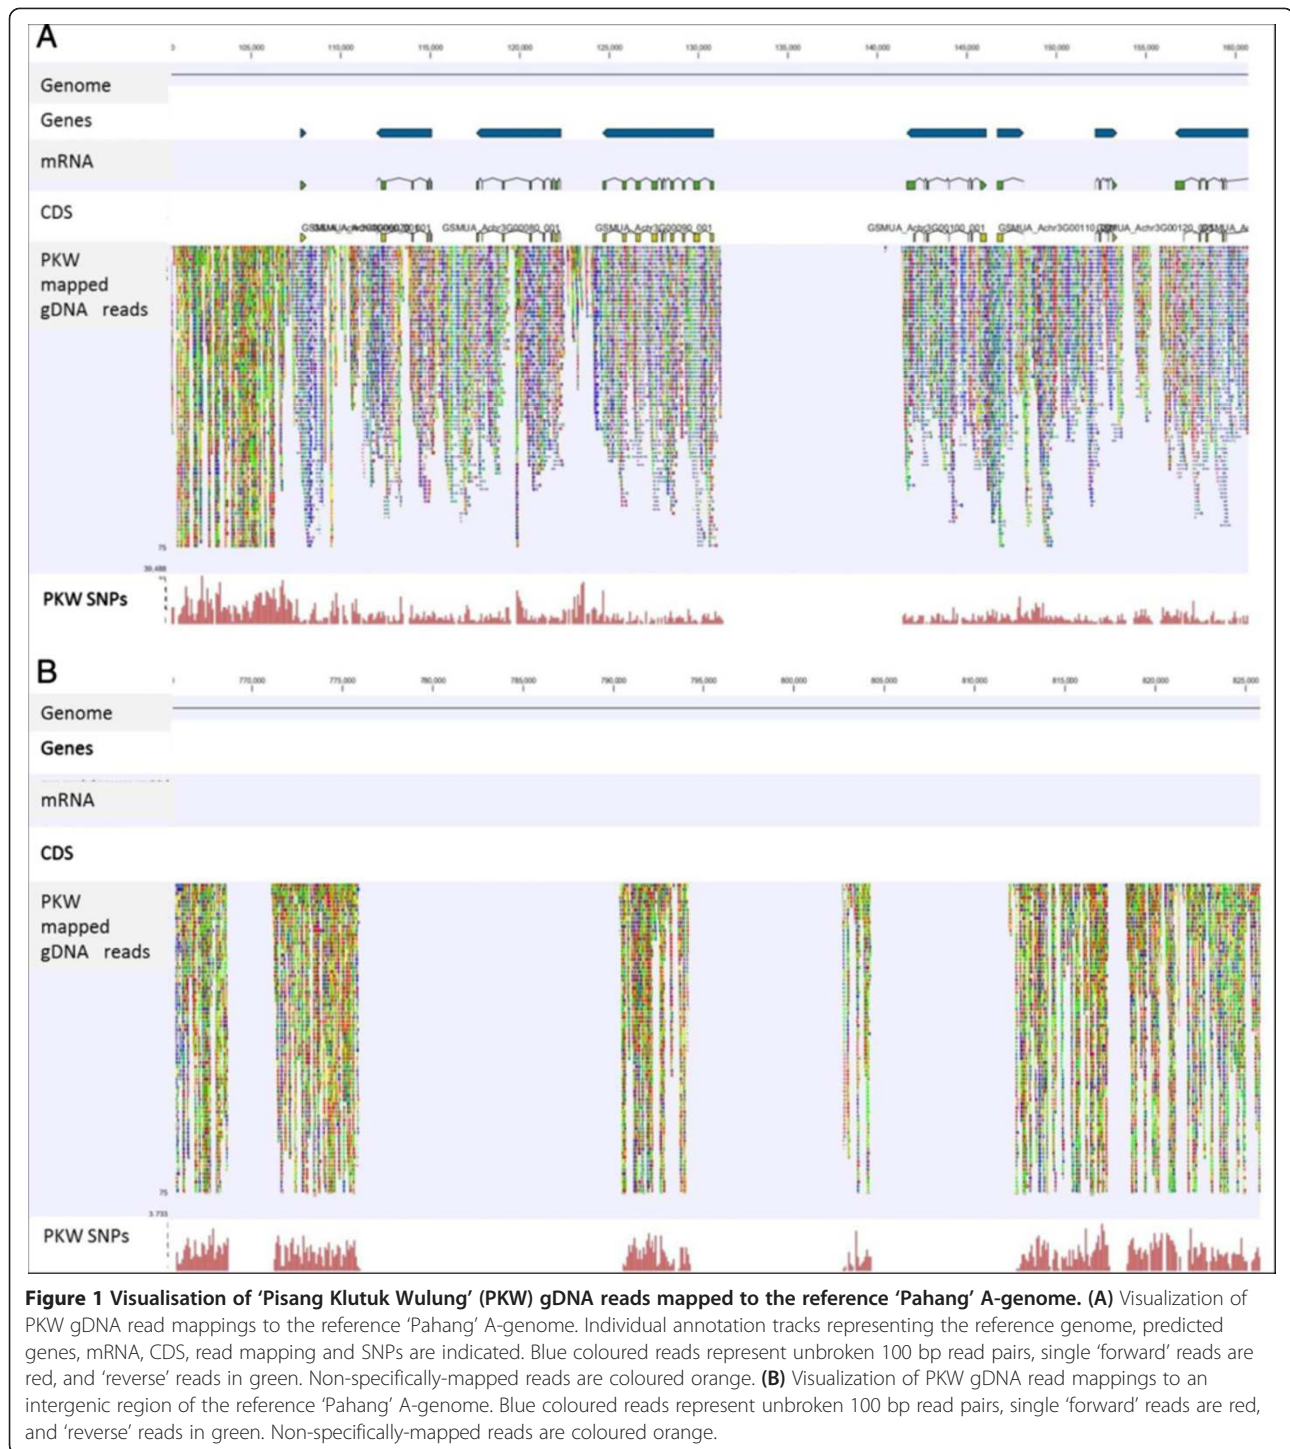 A
105,000 110,000 115,000 120,000 125,000 130,000 135,000 140,000 145,000 150,000 155,000 160,000
Genome
Genes
mRNA
CDS
GSMUA_Achr3G00080_001 GSMUA_Achr3G00090_001 GSMUA_Achr3G00100_001 GSMUA_Achr3G00110 GSMUA_Achr3G00120
PKW
mapped
gDNA reads
75
39,488
PKW SNPs
B
770,000 775,000 780,000 785,000 790,000 795,000 800,000 805,000 810,000 815,000 820,000 825,000
Genome
Genes
mRNA
CDS
PKW
mapped
gDNA reads
75
3,733
PKW SNPs
Figure 1 Visualisation of ‘Pisang Klutuk Wulung’ (PKW) gDNA reads mapped to the reference ‘Pahang’ A-genome. (A) Visualization of
PKW gDNA read mappings to the reference ‘Pahang’ A-genome. Individual annotation tracks representing the reference genome, predicted
genes, mRNA, CDS, read mapping and SNPs are indicated. Blue coloured reads represent unbroken 100 bp read pairs, single ‘forward’ reads are
red, and ‘reverse’ reads in green. Non-specifically-mapped reads are coloured orange. (B) Visualization of PKW gDNA read mappings to an
intergenic region of the reference ‘Pahang’ A-genome. Blue coloured reads represent unbroken 100 bp read pairs, single ‘forward’ reads are red,
and ‘reverse’ reads in green. Non-specifically-mapped reads are coloured orange.